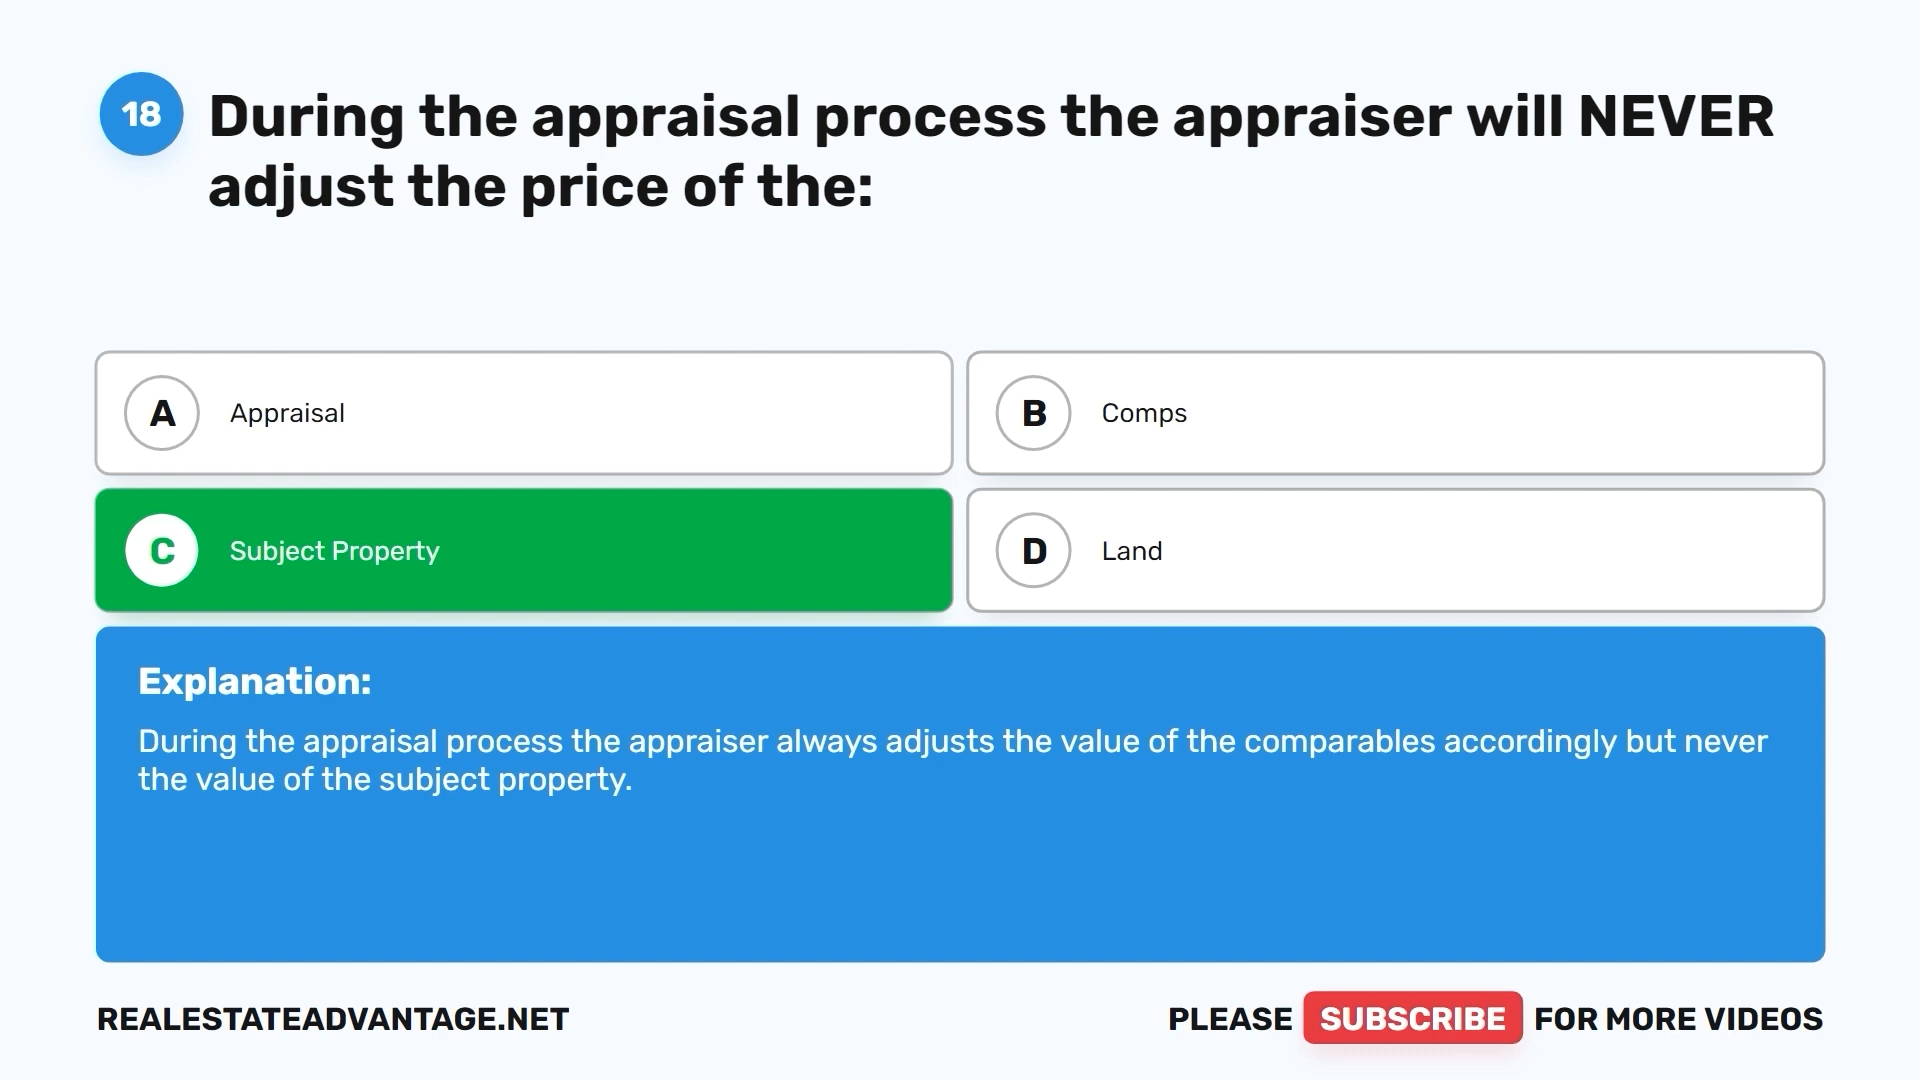 18
During the appraisal process the appraiser will NEVER
adjust the price of the:
A Appraisal
B Comps
C Subject Property
D Land
Explanation:
During the appraisal process the appraiser always adjusts the value of the comparables accordingly but never
the value of the subject property.
REALESTATEADVANTAGE.NET
PLEASE SUBSCRIBE FOR MORE VIDEOS